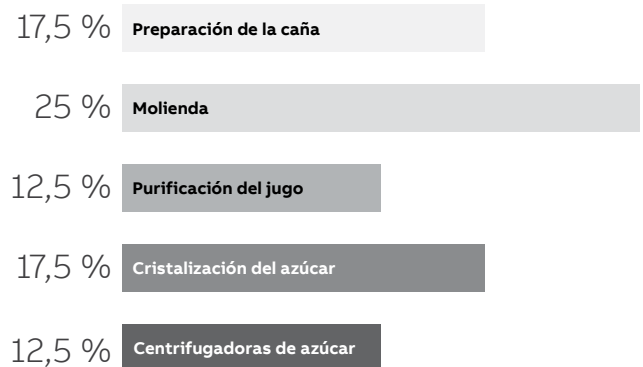 17,5 % Preparación de la caña
25 % Molienda
12,5 % Purificación del jugo
17,5 % Cristalización del azúcar
12,5 % Centrifugadoras de azúcar